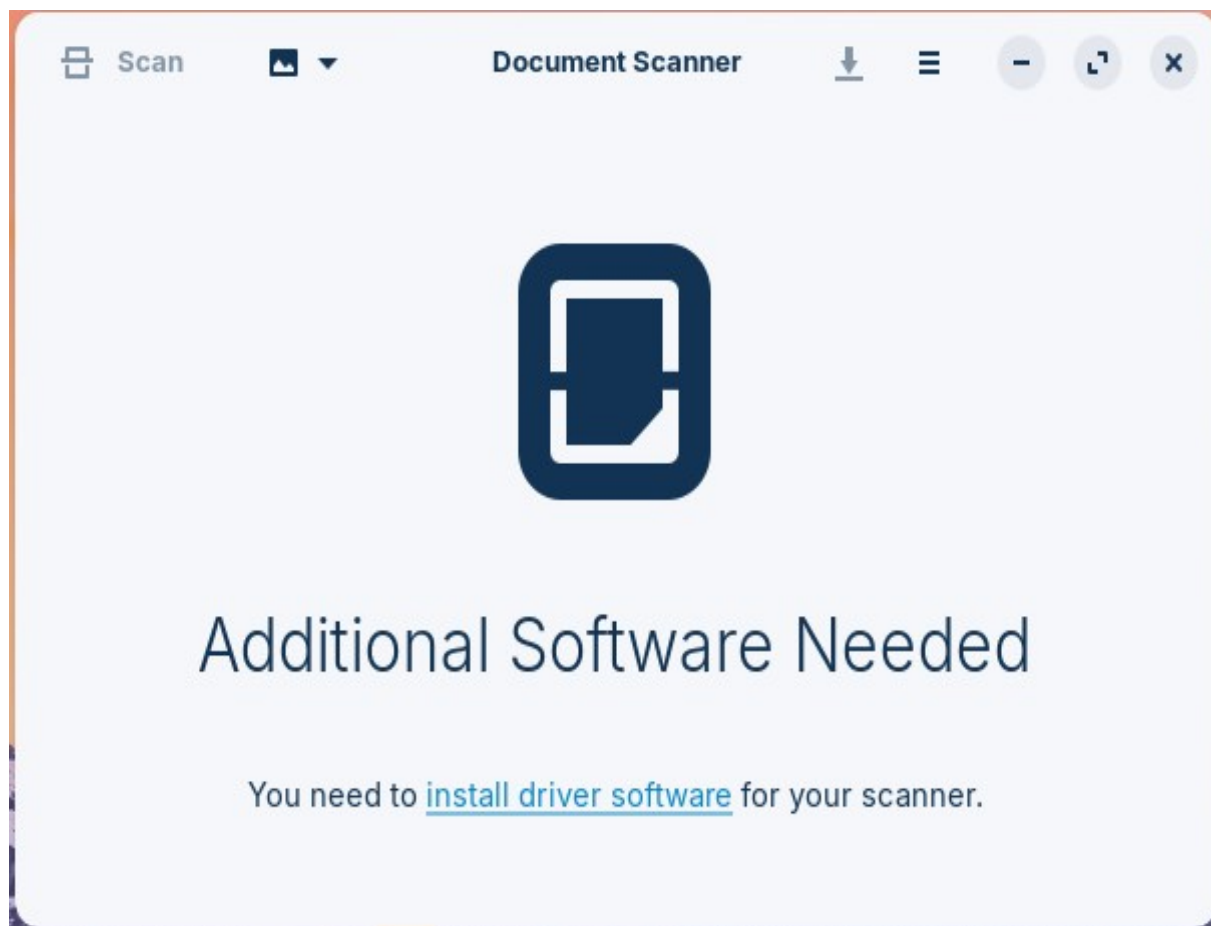 Scan
Document Scanner
Additional Software Needed
You need to install driver software for your scanner.